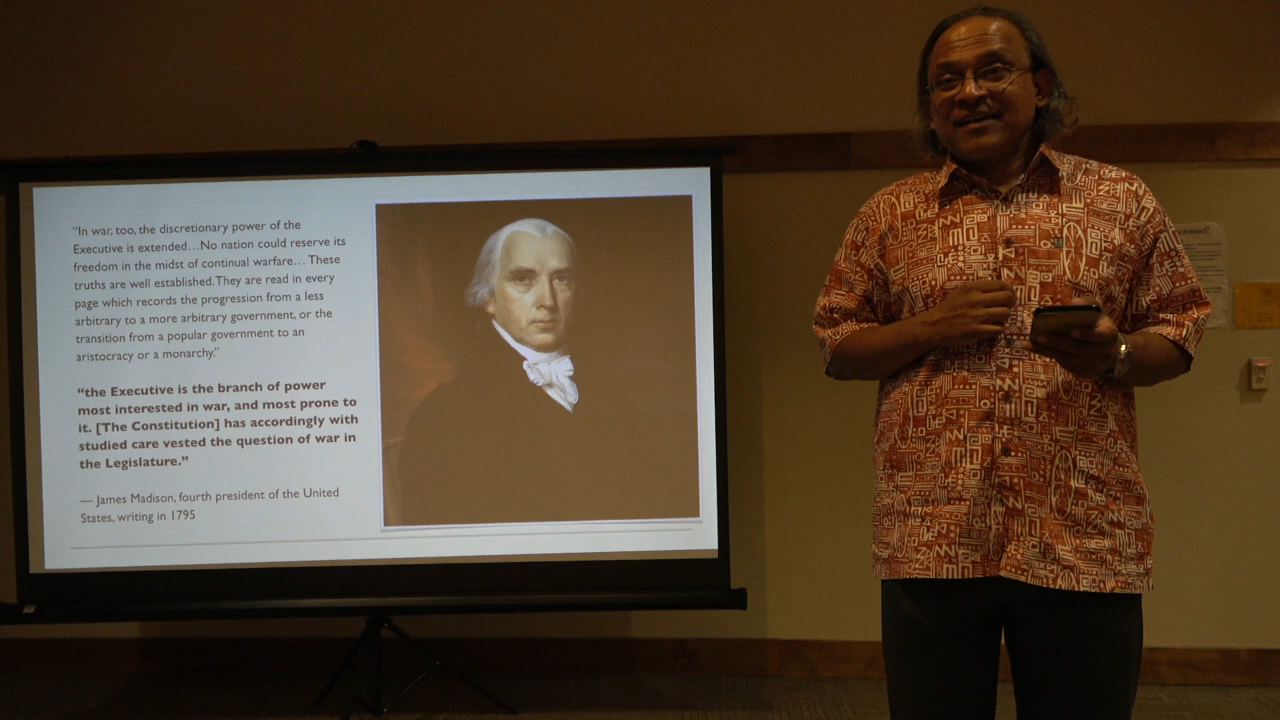 "In war, too, the discretionary power of the
Executive is extended…No nation could reserve its
freedom in the midst of continual warfare… These
truths are well established. They are read in every
page which records the progression from a less
arbitrary to a more arbitrary government, or the
transition from a popular government to an
aristocracy or a monarchy."
“the Executive is the branch of power
most interested in war, and most prone to
it. [The Constitution] has accordingly with
studied care vested the question of war in
the Legislature.”
— James Madison, fourth president of the United
States, writing in 1795